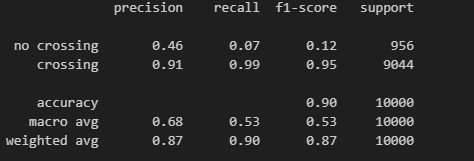 precision recall f1-score support
no crossing 0.46 0.07 0.12 956
crossing 0.91 0.99 0.95 9044
accuracy 0.90 10000
macro avg 0.68 0.53 0.53 10000
weighted avg 0.87 0.90 0.87 10000